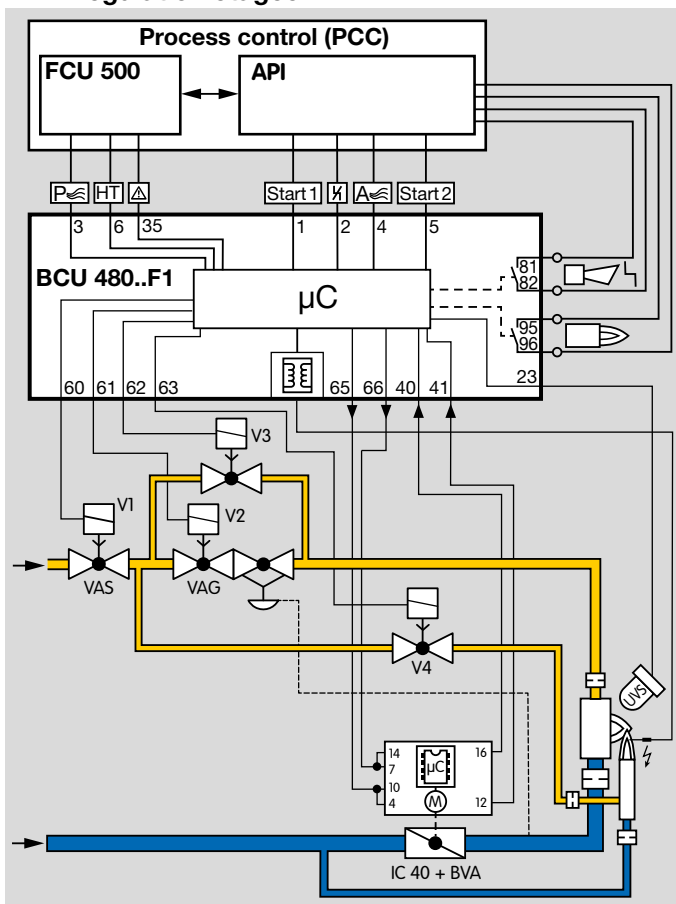 Process control (PCC)
FCU 500
API
P
HT
Start 1
A
Start 2
3
6
35
1
2
4
5
BCU 480..F1
µC
81
82
95
96
23
60
61
62
63
65
66
40
41
V3
V1
V2
VAS
VAG
V4
UVS
14
7
10
4
µC
M
16
12
IC 40 + BVA